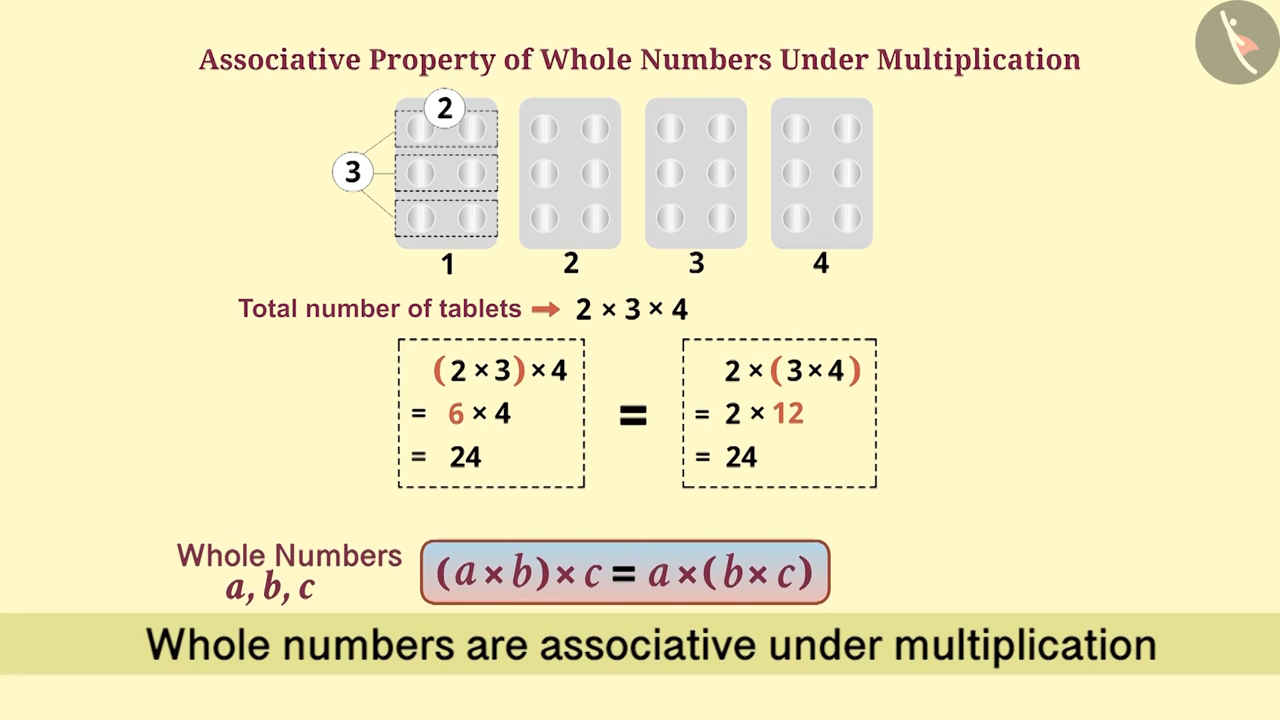 Associative Property of Whole Numbers Under Multiplication
2
3
1 2 3 4
Total number of tablets → 2 × 3 × 4
(2 × 3) × 4
= 6 × 4
= 24
=
2 × (3 × 4)
= 2 × 12
= 24
Whole Numbers
a, b, c
(a × b) × c = a × (b × c)
Whole numbers are associative under multiplication